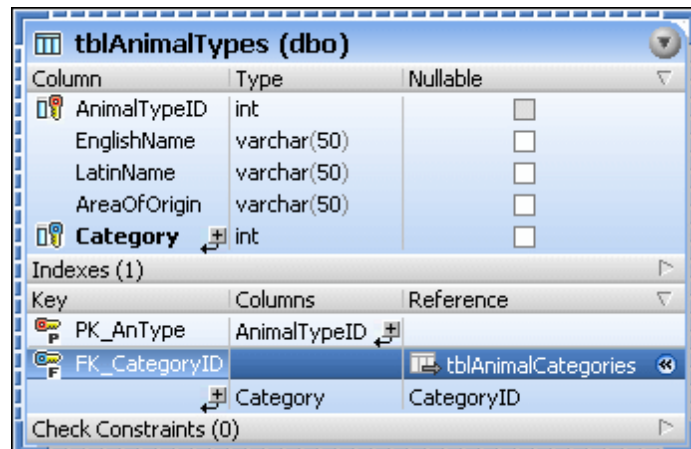 tblAnimalTypes (dbo)
Column Type Nullable
AnimalTypeID int
EnglishName varchar(50)
LatinName varchar(50)
AreaOfOrigin varchar(50)
Category int
Indexes (1)
Key Columns Reference
P PK_AnType AnimalTypeID
F FK_CategoryID tblAnimalCategories
Category CategoryID
Check Constraints (0)